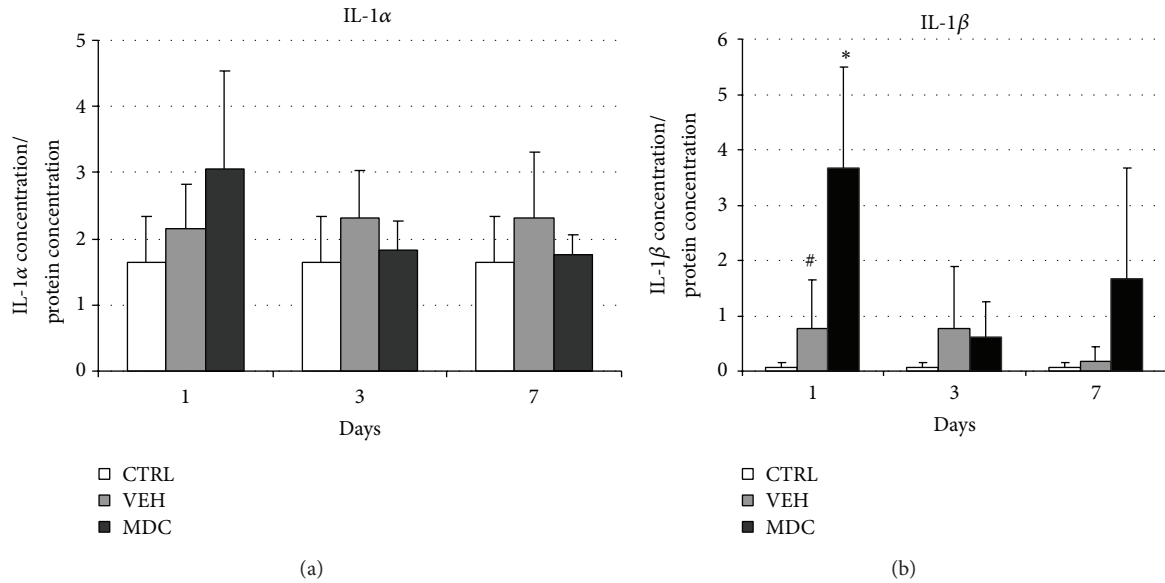 IL-1α
5
4
3
2
1
0
IL-1α concentration/
protein concentration
1 3 7
Days
CTRL
VEH
MDC
(a)
IL-1β
6
5
4
3
2
1
0
IL-1β concentration/
protein concentration
#
*
1 3 7
Days
CTRL
VEH
MDC
(b)